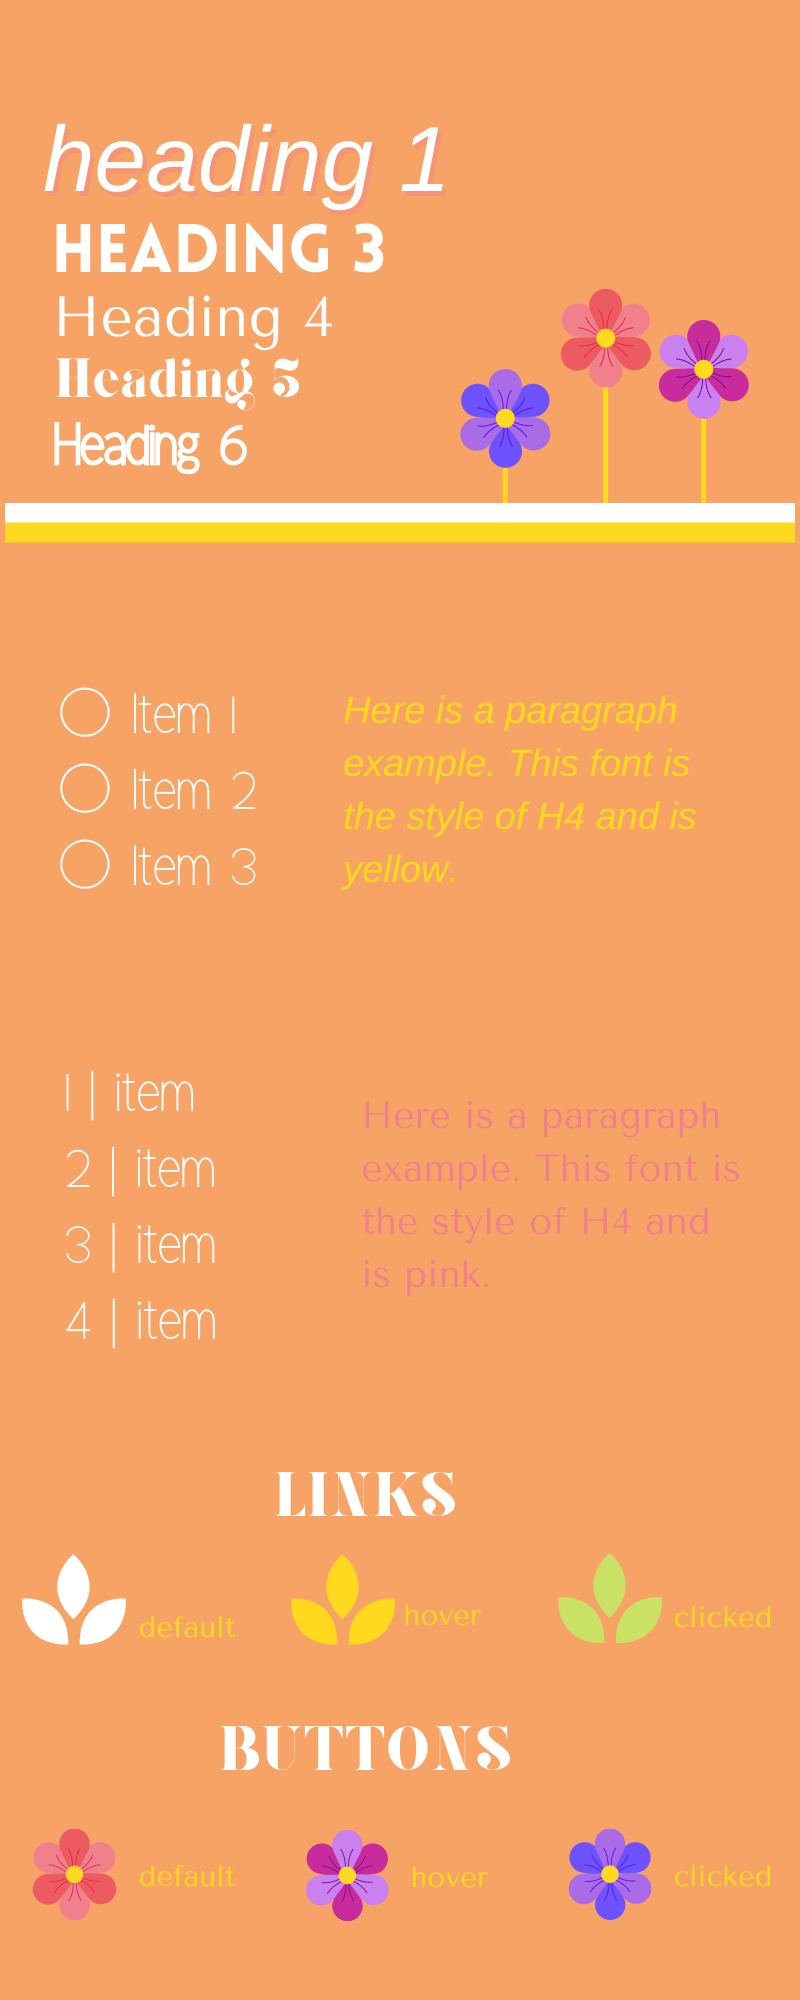 heading 1
HEADING 3
Heading 4
Heading 5
Heading 6
Item 1
Item 2
Item 3
Here is a paragraph
example. This font is
the style of H4 and is
yellow.
1 | item
2 | item
3 | item
4 | item
Here is a paragraph
example. This font is
the style of H4 and
is pink.
LINKS
default
hover
clicked
BUTTONS
default
hover
clicked